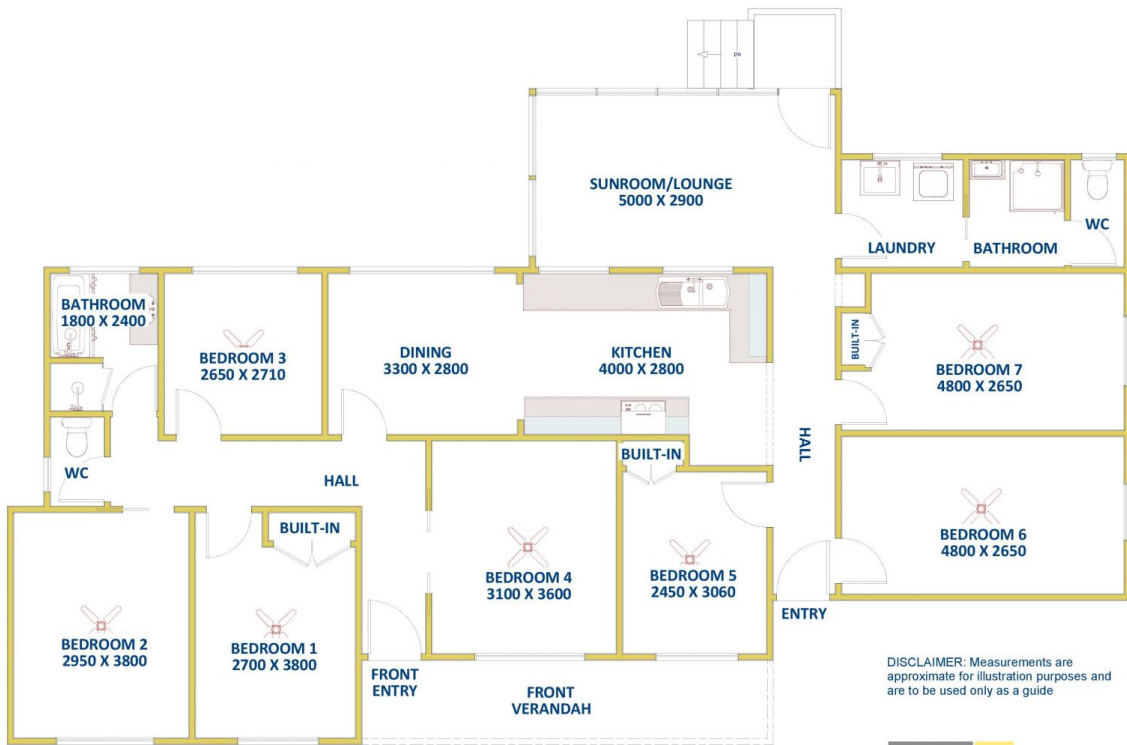 DN
SUNROOM/LOUNGE
5000 X 2900
LAUNDRY
BATHROOM
WC
BATHROOM
1800 X 2400
BEDROOM 3
2650 X 2710
DINING
3300 X 2800
KITCHEN
4000 X 2800
BUILT-IN
BEDROOM 7
4800 X 2650
WC
HALL
BUILT-IN
HALL
BUILT-IN
BEDROOM 6
4800 X 2650
BEDROOM 4
3100 X 3600
BEDROOM 5
2450 X 3060
ENTRY
BEDROOM 2
2950 X 3800
BEDROOM 1
2700 X 3800
FRONT
ENTRY
FRONT
VERANDAH
DISCLAIMER: Measurements are
approximate for illustration purposes and
are to be used only as a guide